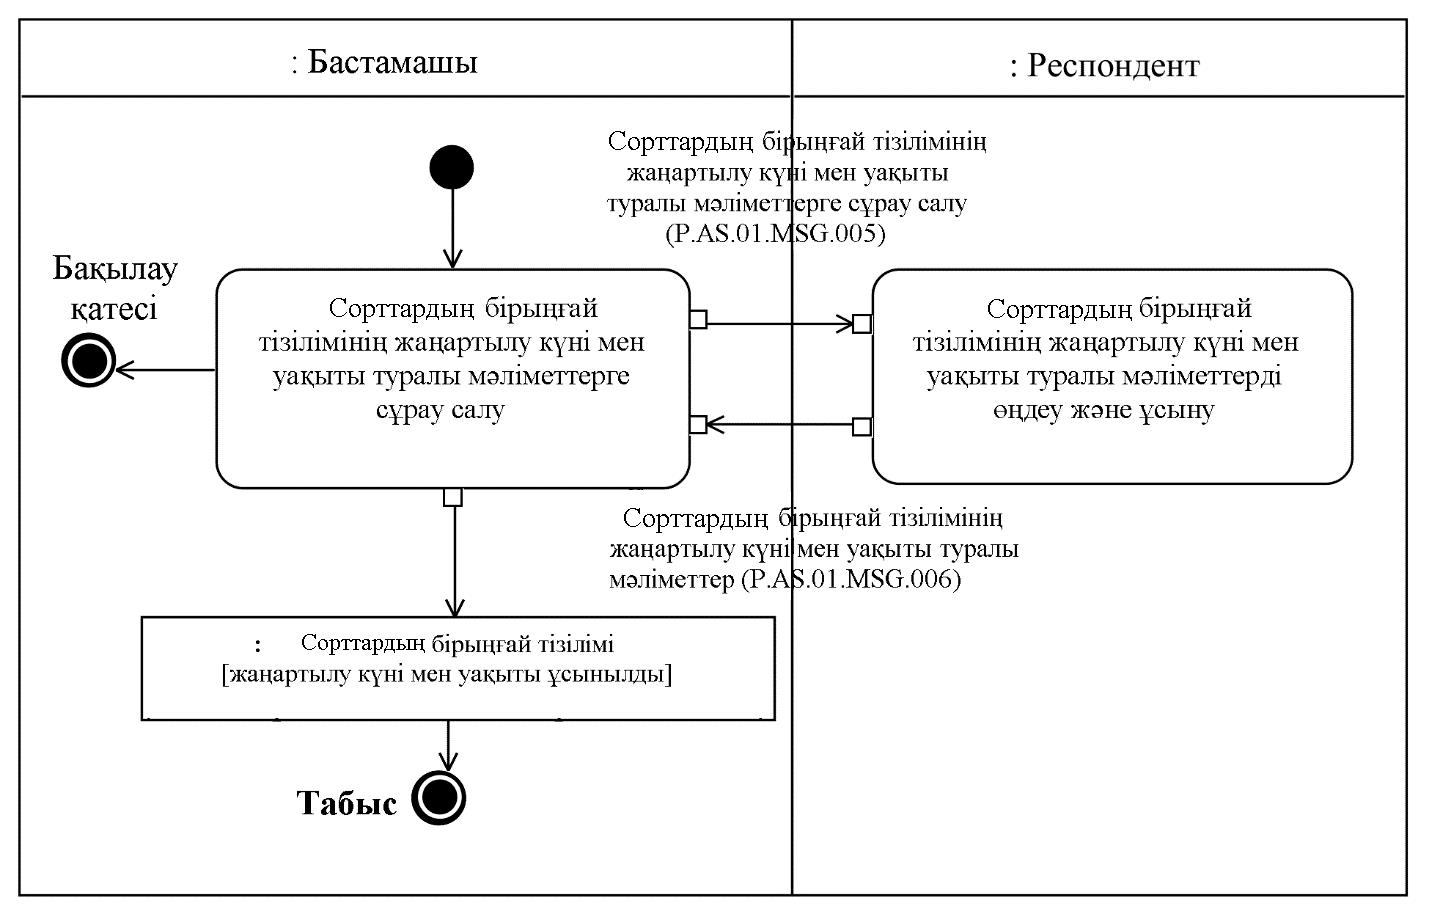 : Бастамашы
: Респондент
Сорттардың бірыңғай тізілімінің
жаңартылу күні мен уақыты
туралы мәліметтерге сұрау салу
(P.AS.01.MSG.005)
Бақылау
қатесі
Сорттардың бірыңғай
тізілімінің жаңартылу күні мен
уақыты туралы мәліметтерге
сұрау салу
Сорттардың бірыңғай
тізілімінің жаңартылу күні мен
уақыты туралы мәліметтерді
өңдеу және ұсыну
Сорттардың бірыңғай тізілімінің
жаңартылу күні мен уақыты туралы
мәліметтер (P.AS.01.MSG.006)
: Сорттардың бірыңғай тізілімі
[жаңартылу күні мен уақыты ұсынылды]
Табыс